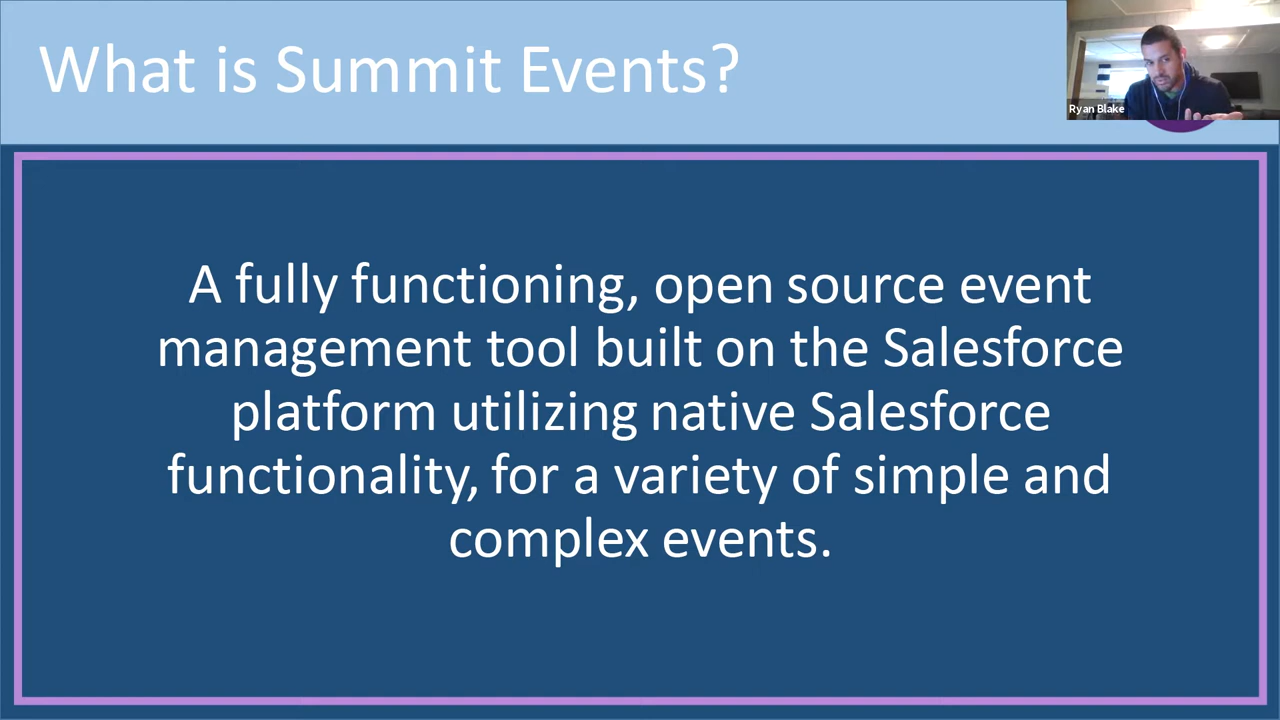 What is Summit Events?
Ryan Blake
A fully functioning, open source event
management tool built on the Salesforce
platform utilizing native Salesforce
functionality, for a variety of simple and
complex events.